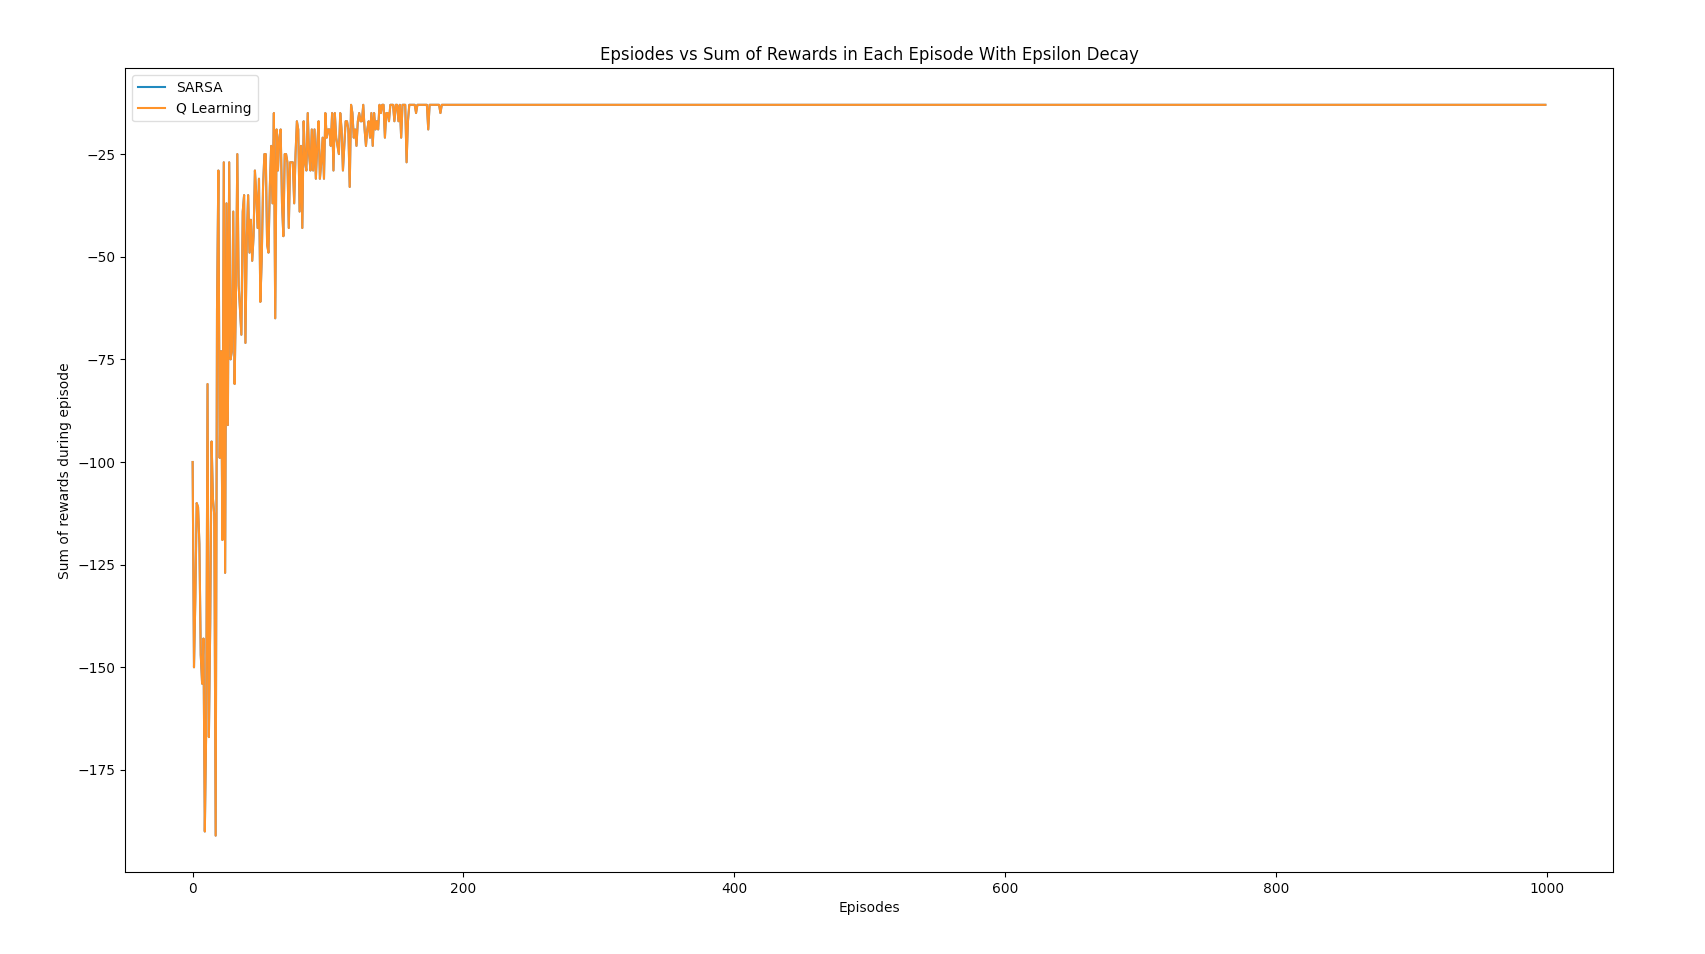 Epsiodes vs Sum of Rewards in Each Episode With Epsilon Decay
SARSA
Q Learning
−25
−50
−75
−100
−125
−150
−175
Sum of rewards during episode
0
200
400
600
800
1000
Episodes